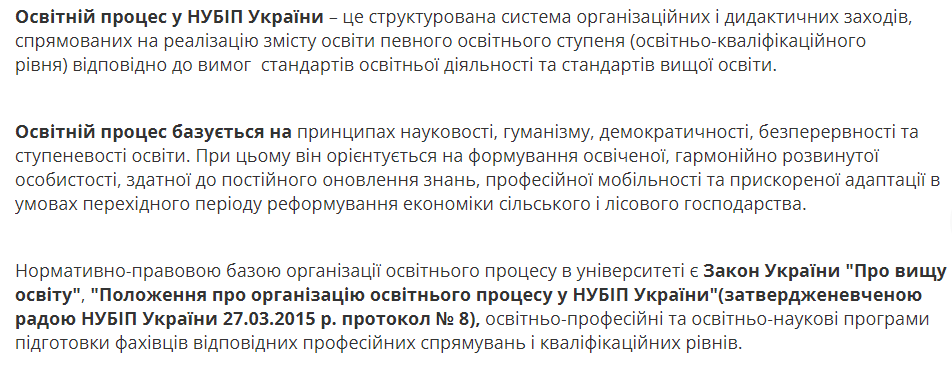 Освітній процес у НУБІП України – це структурована система організаційних і дидактичних заходів,
спрямованих на реалізацію змісту освіти певного освітнього ступеня (освітньо-кваліфікаційного
рівня) відповідно до вимог  стандартів освітньої діяльності та стандартів вищої освіти.
Освітній процес базується на принципах науковості, гуманізму, демократичності, безперервності та
ступеневості освіти. При цьому він орієнтується на формування освіченої, гармонійно розвинутої
особистості, здатної до постійного оновлення знань, професійної мобільності та прискореної адаптації в
умовах перехідного періоду реформування економіки сільського і лісового господарства.
Нормативно-правовою базою організації освітнього процесу в університеті є Закон України "Про вищу
освіту", "Положення про організацію освітнього процесу у НУБІП України"(затвердженевченою
радою НУБІП України 27.03.2015 р. протокол № 8), освітньо-професійні та освітньо-наукові програми
підготовки фахівців відповідних професійних спрямувань і кваліфікаційних рівнів.